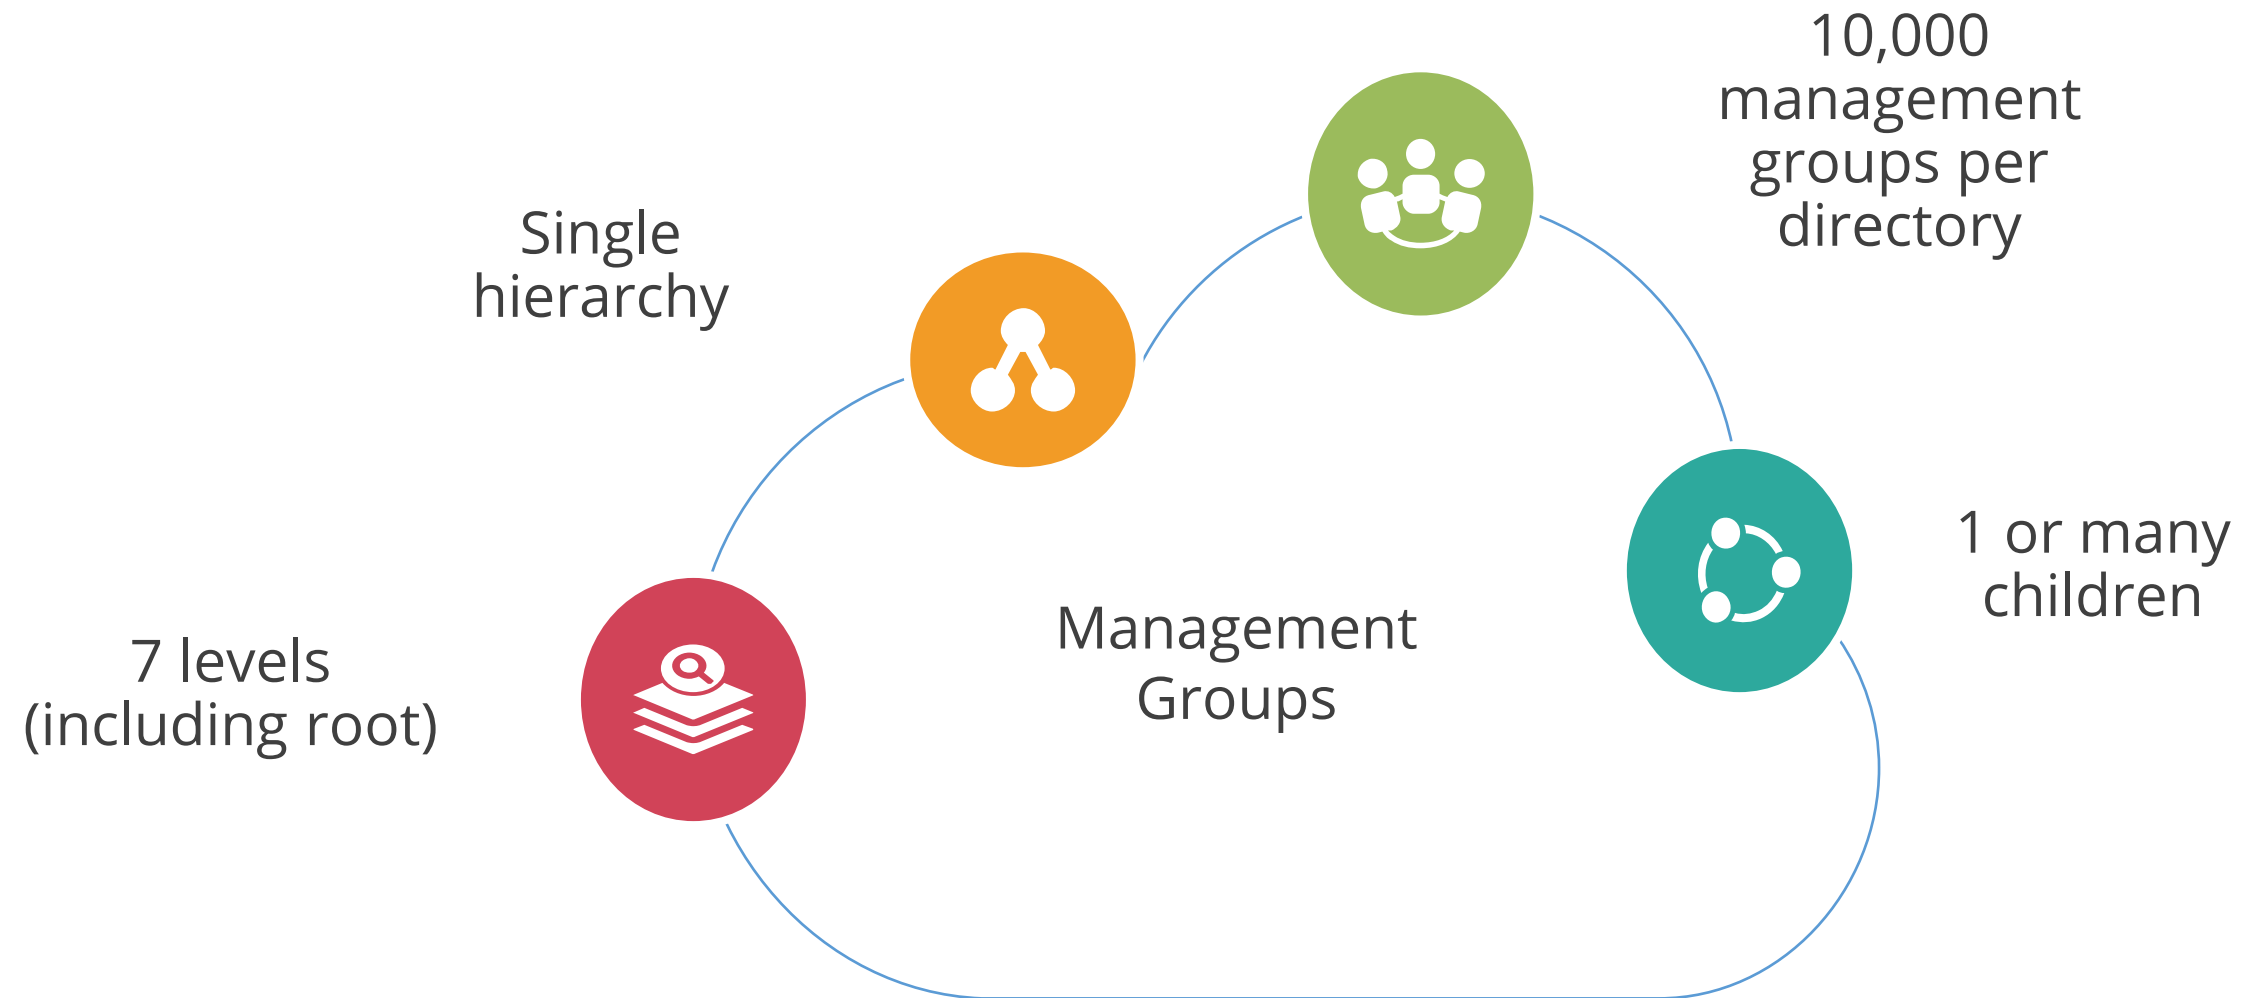 10,000
management
groups per
directory
Single
hierarchy
1 or many
children
Management
Groups
7 levels
(including root)